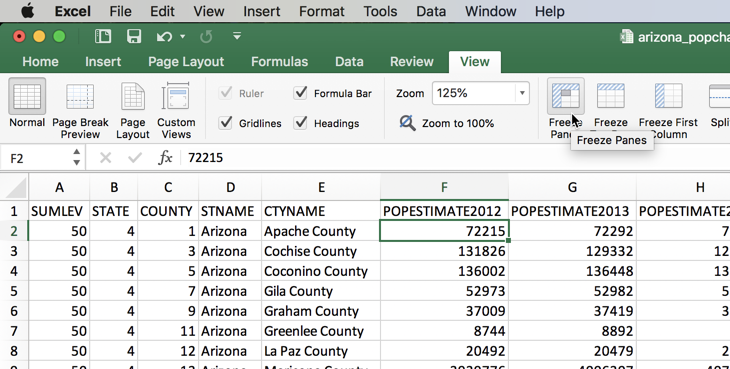 Excel File Edit View Insert Format Tools Data Window Help
arizona_popcha
Home Insert Page Layout Formulas Data Review View
Normal Page Break Preview Page Layout Custom Views
Ruler Formula Bar
Gridlines Headings
Zoom 125%
Zoom to 100%
Freeze Freeze Freeze First Column Spli
Freeze Panes
F2 fx 72215
A B C D E F G H
1 SUMLEV STATE COUNTY STNAME CTYNAME POPESTIMATE2012 POPESTIMATE2013 POPESTIMATE2
2 50 4 1 Arizona Apache County 72215 72292 7
3 50 4 3 Arizona Cochise County 131826 129332 12
4 50 4 5 Arizona Coconino County 136002 136448 13
5 50 4 7 Arizona Gila County 52973 52982 5
6 50 4 9 Arizona Graham County 37009 37419 3
7 50 4 11 Arizona Greenlee County 8744 8892
8 50 4 12 Arizona La Paz County 20492 20479 2